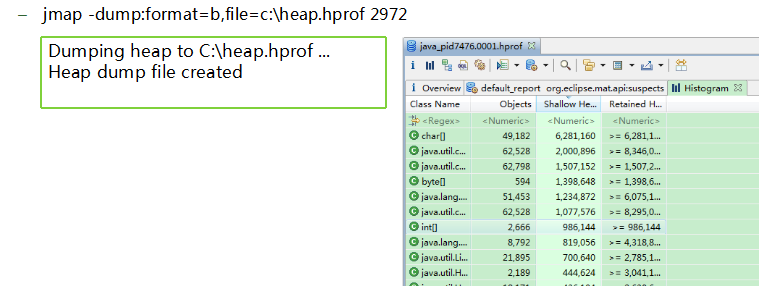 – jmap -dump:format=b,file=c:\heap.hprof 2972
Dumping heap to C:\heap.hprof ...
Heap dump file created
java_pid7476.0001.hprof
i Overview default_report org.eclipse.mat.api:suspects Histogram
Class Name Objects Shallow He... Retained H...
<Regex> <Numeric> <Numeric> <Numeric>
char[] 49,182 6,281,160 >= 6,281,1...
java.util.c... 62,528 2,000,896 >= 8,346,0...
java.util.c... 62,798 1,507,152 >= 1,507,2...
byte[] 594 1,398,648 >= 1,398,6...
java.lang.... 51,453 1,234,872 >= 6,075,1...
java.util.c... 62,528 1,077,576 >= 8,295,0...
int[] 2,666 986,144 >= 986,144
java.lang... 8,792 819,056 >= 4,318,8...
java.util.Li... 21,895 700,640 >= 2,785,1...
java.util.H... 2,189 444,624 >= 3,041,1...